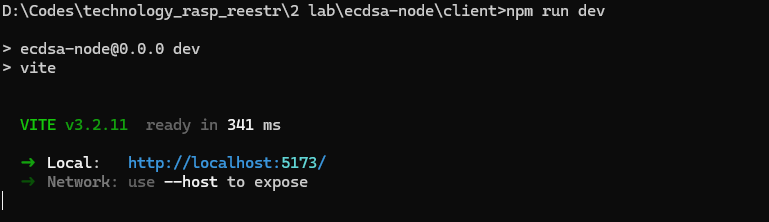 D:\Codes\technology_rasp_reestr\2 lab\ecdsa-node\client>npm run dev
> ecdsa-node@0.0.0 dev
> vite
VITE v3.2.11 ready in 341 ms
➜ Local: http://localhost:5173/
➜ Network: use --host to expose